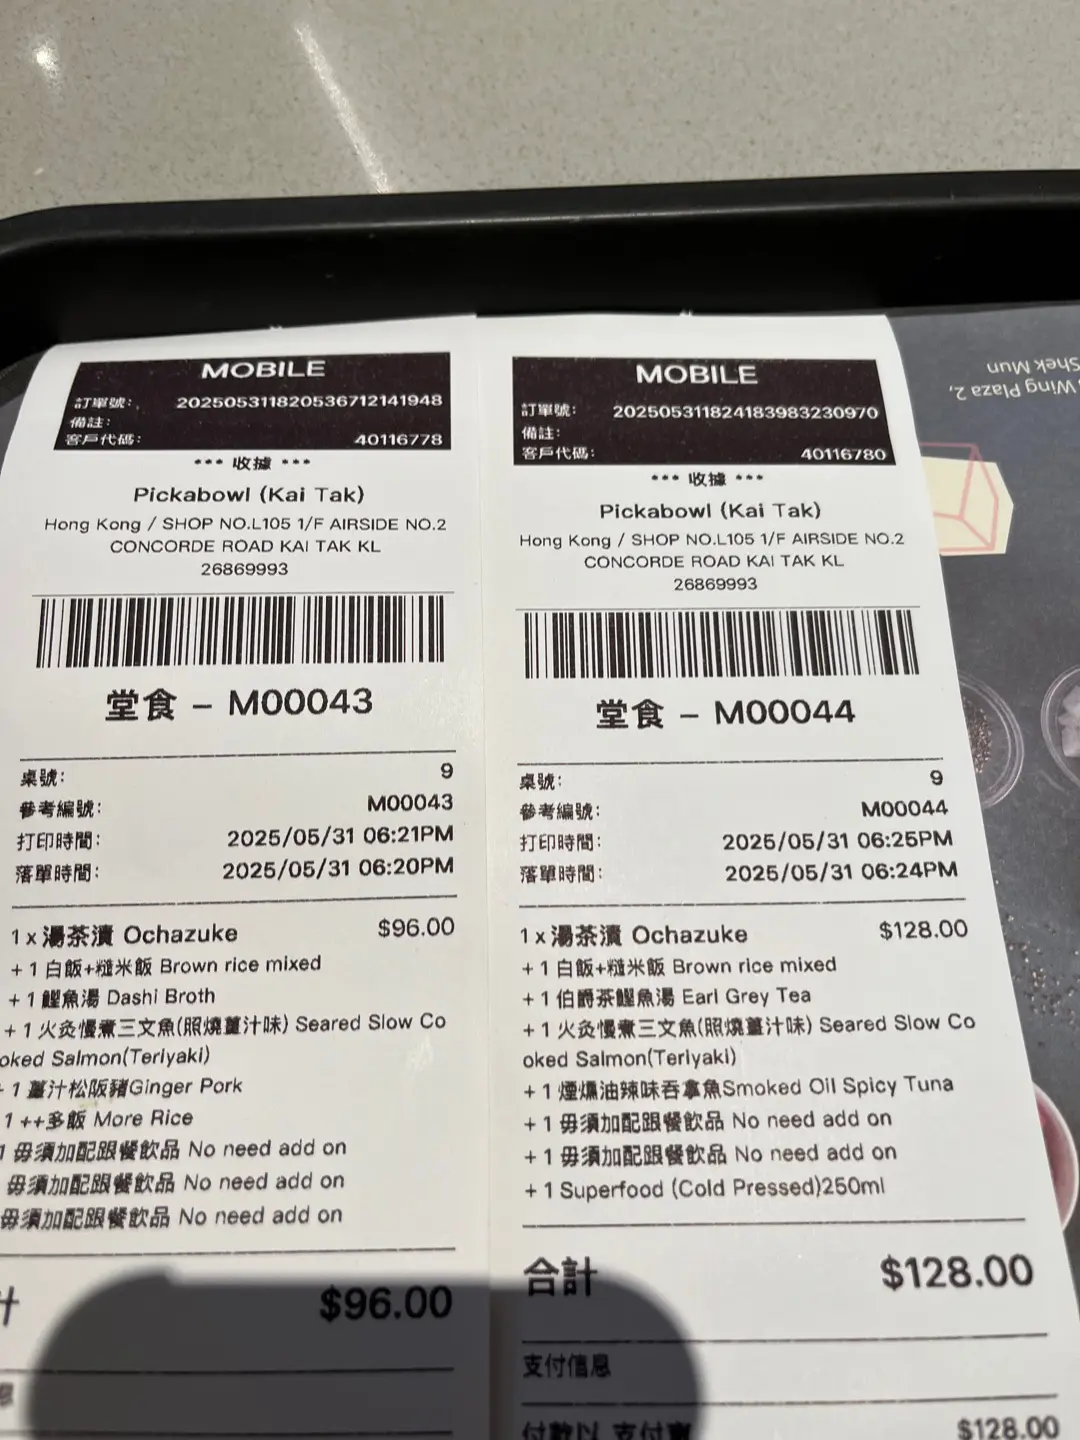 MOBILE
訂單號: 202505311820536712141948
備註:
客戶代碼: 40116778
*** 收據 ***
Pickabowl (Kai Tak)
Hong Kong / SHOP NO.L105 1/F AIRSIDE NO.2
CONCORDE ROAD KAI TAK KL
26869993
堂食 – M00043
桌號: 9
參考編號: M00043
打印時間: 2025/05/31 06:21PM
落單時間: 2025/05/31 06:20PM
1 x 湯茶漬 Ochazuke $96.00
+ 1 白飯+糙米飯 Brown rice mixed
+ 1 鰹魚湯 Dashi Broth
+ 1 火灸慢煮三文魚(照燒薑汁味) Seared Slow Co
oked Salmon(Teriyaki)
+ 1 薑汁松阪豬Ginger Pork
1 ++多飯 More Rice
1 毋須加配跟餐飲品 No need add on
毋須加配跟餐飲品 No need add on
毋須加配跟餐飲品 No need add on
計 $96.00
MOBILE
訂單號: 202505311824183983230970
備註:
客戶代碼: 40116780
*** 收據 ***
Pickabowl (Kai Tak)
Hong Kong / SHOP NO.L105 1/F AIRSIDE NO.2
CONCORDE ROAD KAI TAK KL
26869993
堂食 – M00044
桌號: 9
參考編號: M00044
打印時間: 2025/05/31 06:25PM
落單時間: 2025/05/31 06:24PM
1 x 湯茶漬 Ochazuke $128.00
+ 1 白飯+糙米飯 Brown rice mixed
+ 1 伯爵茶鰹魚湯 Earl Grey Tea
+ 1 火灸慢煮三文魚(照燒薑汁味) Seared Slow Co
oked Salmon(Teriyaki)
+ 1 煙燻油辣味吞拿魚Smoked Oil Spicy Tuna
+ 1 毋須加配跟餐飲品 No need add on
+ 1 毋須加配跟餐飲品 No need add on
+ 1 Superfood (Cold Pressed)250ml
合計 $128.00
支付信息
付款以 支付寶 $128.00
Wing Plaza 2,
Shek Mun